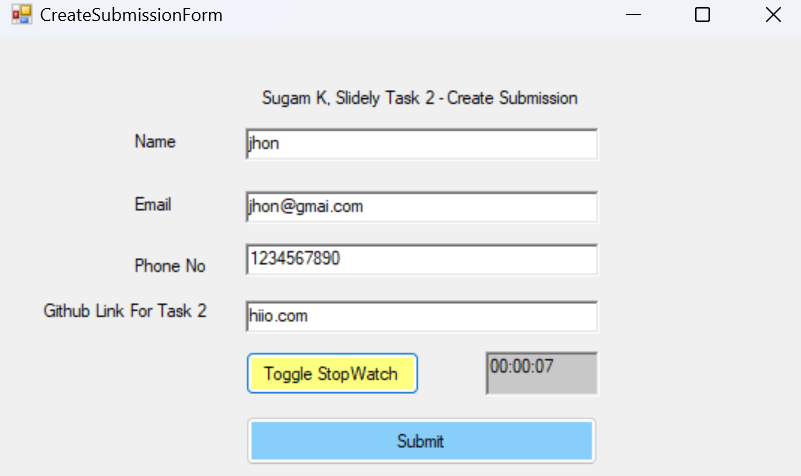 CreateSubmissionForm
Sugam K, Slidely Task 2 - Create Submission
Name jhon
Email jhon@gmai.com
Phone No 1234567890
Github Link For Task 2 hiio.com
Toggle StopWatch 00:00:07
Submit